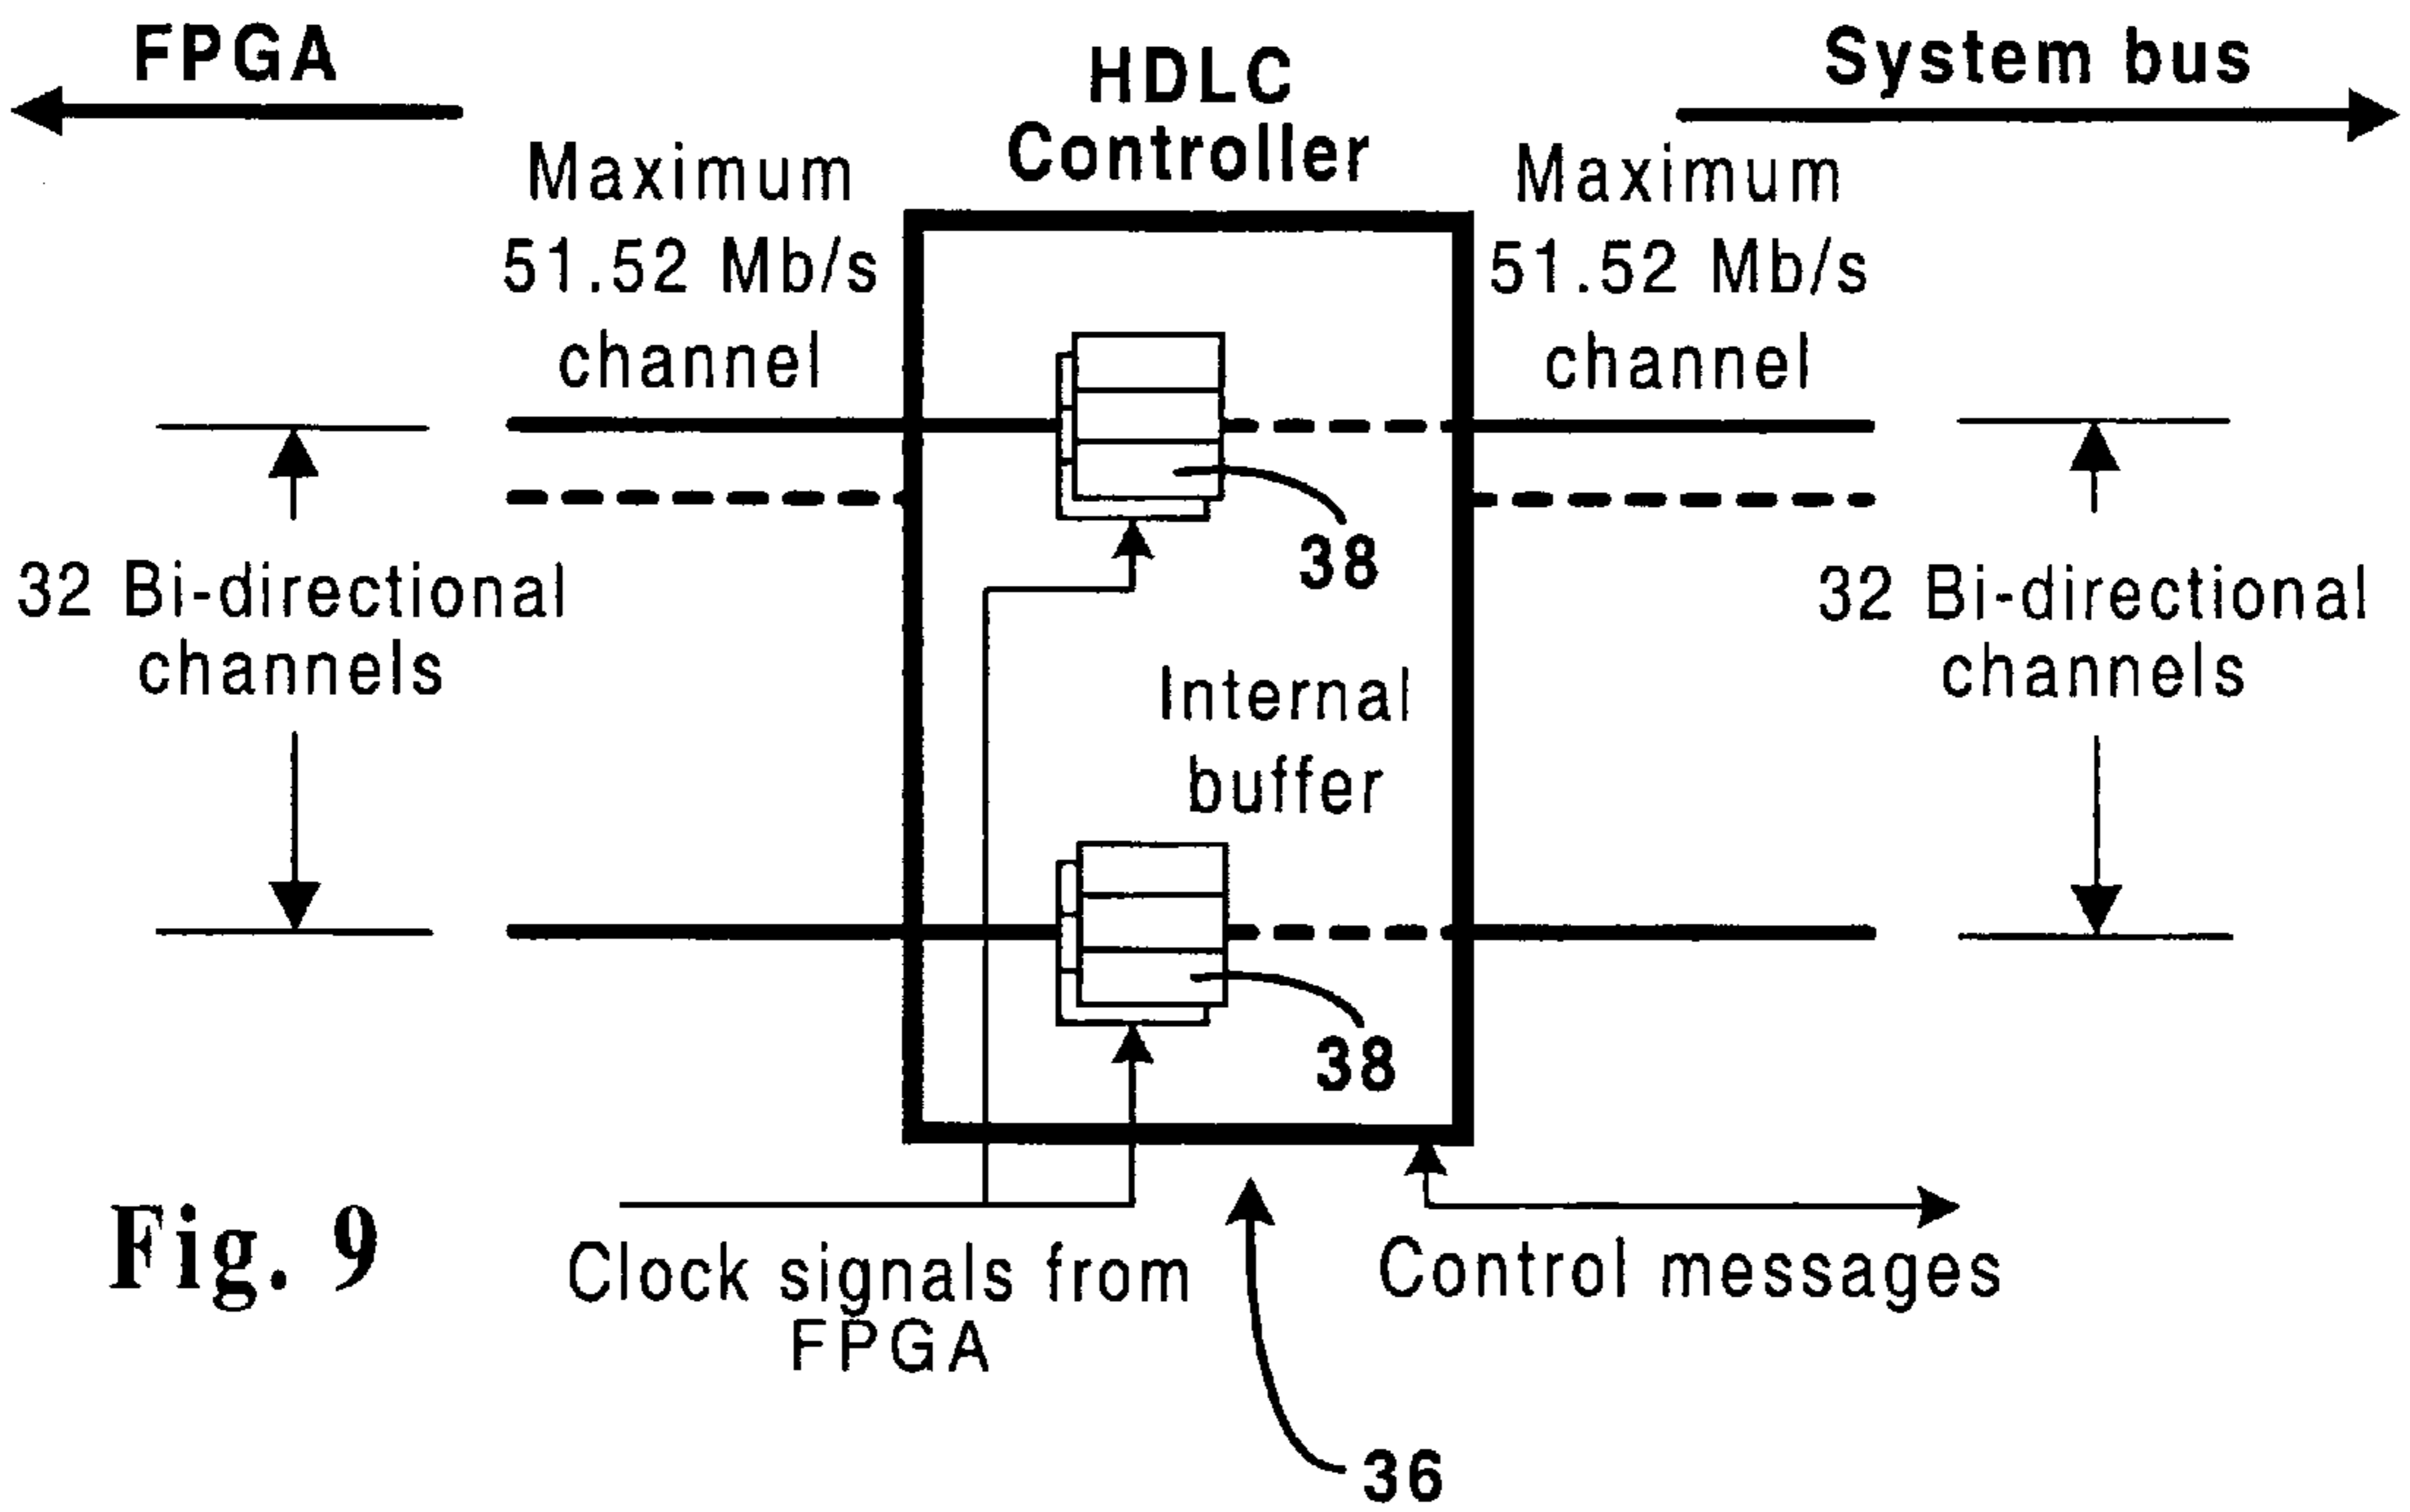 FPGA
HDLC
Controller
System bus
Maximum
51.52 Mb/s
channel
Maximum
51.52 Mb/s
channel
38
32 Bi-directional
channels
32 Bi-directional
channels
Internal
buffer
38
Fig. 9
Clock signals from
FPGA
Control messages
36